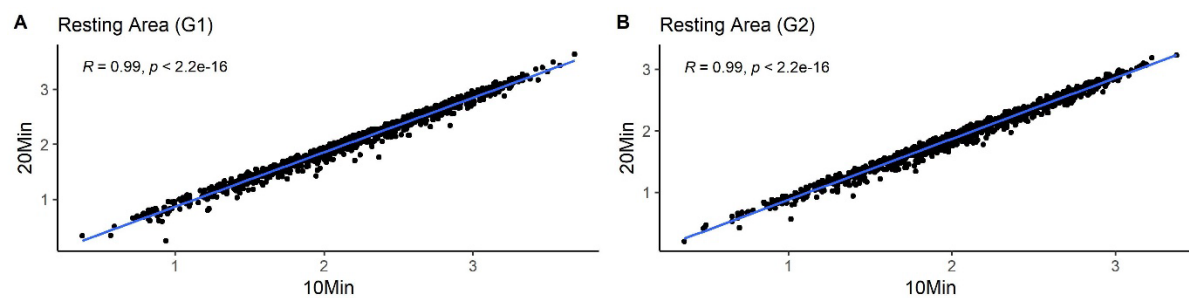 A Resting Area (G1)
R = 0.99, p < 2.2e-16
3
2
1
20Min
1 2 3
10Min
B Resting Area (G2)
R = 0.99, p < 2.2e-16
3
2
1
20Min
1 2 3
10Min